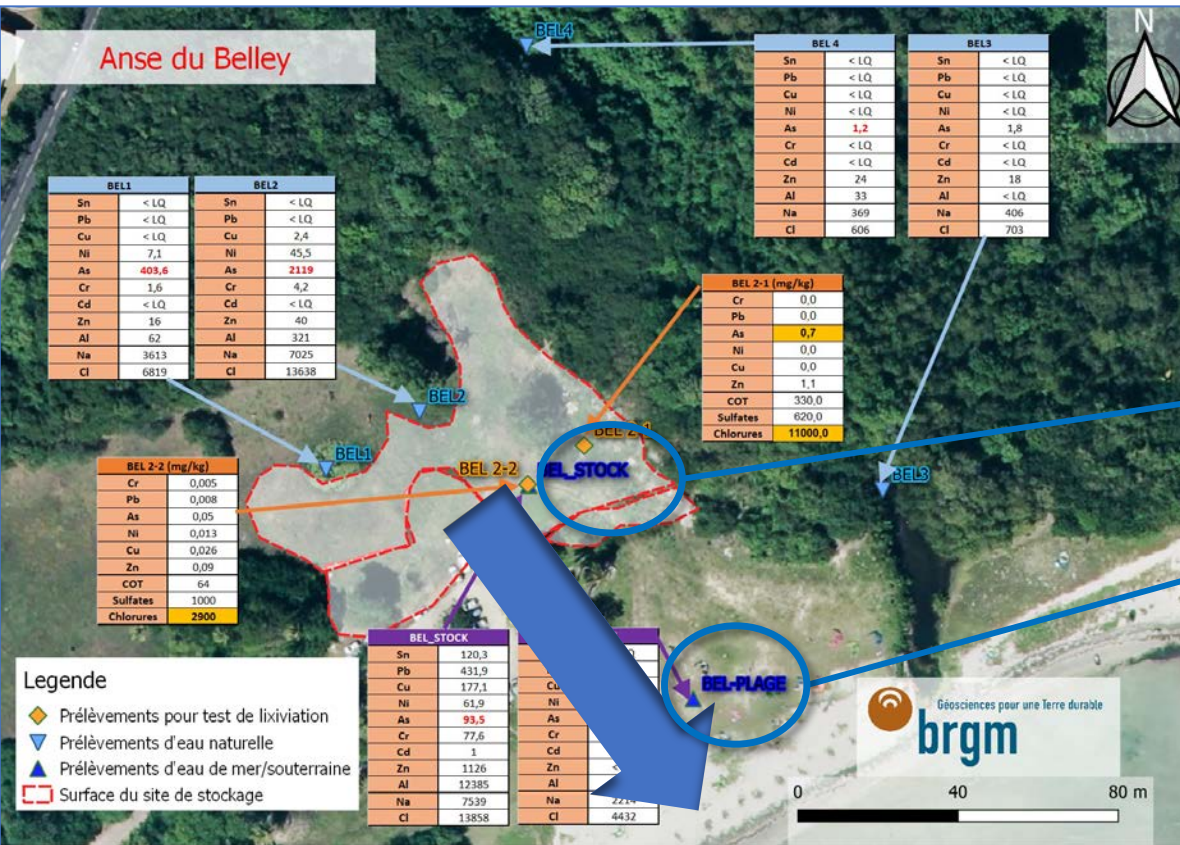 Anse du Belley
N
BEL4
BEL 4
Sn < LQ
Pb < LQ
Cu < LQ
Ni < LQ
As 1,2
Cr < LQ
Cd < LQ
Zn 24
Al 33
Na 369
Cl 606
BEL3
Sn < LQ
Pb < LQ
Cu < LQ
Ni < LQ
As 1,8
Cr < LQ
Cd < LQ
Zn 18
Al < LQ
Na 406
Cl 703
BEL1
Sn < LQ
Pb < LQ
Cu < LQ
Ni 7,1
As 403,6
Cr 1,6
Cd < LQ
Zn 16
Al 62
Na 3613
Cl 6819
BEL2
Sn < LQ
Pb < LQ
Cu 2,4
Ni 45,5
As 2119
Cr 4,2
Cd < LQ
Zn 40
Al 321
Na 7025
Cl 13638
BEL 2-1 (mg/kg)
Cr 0,0
Pb 0,0
As 0,7
Ni 0,0
Cu 0,0
Zn 1,1
COT 330,0
Sulfates 620,0
Chlorures 11000,0
BEL2
BEL 2-1
BEL1
BEL 2-2
BEL_STOCK
BEL3
BEL 2-2 (mg/kg)
Cr 0,005
Pb 0,008
As 0,05
Ni 0,013
Cu 0,026
Zn 0,09
COT 64
Sulfates 1000
Chlorures 2900
BEL_STOCK
Sn 120,3
Pb 431,9
Cu 177,1
Ni 61,9
As 93,5
Cr 77,6
Cd 1
Zn 1126
Al 12385
Na 7539
Cl 13858
Cu
Ni
As
Cr
Cd
Zn <
Al
Na 2214
Cl 4432
BEL-PLAGE
Legende
Prélèvements pour test de lixiviation
Prélèvements d'eau naturelle
Prélèvements d'eau de mer/souterraine
Surface du site de stockage
Géosciences pour une Terre durable
brgm
0 40 80 m